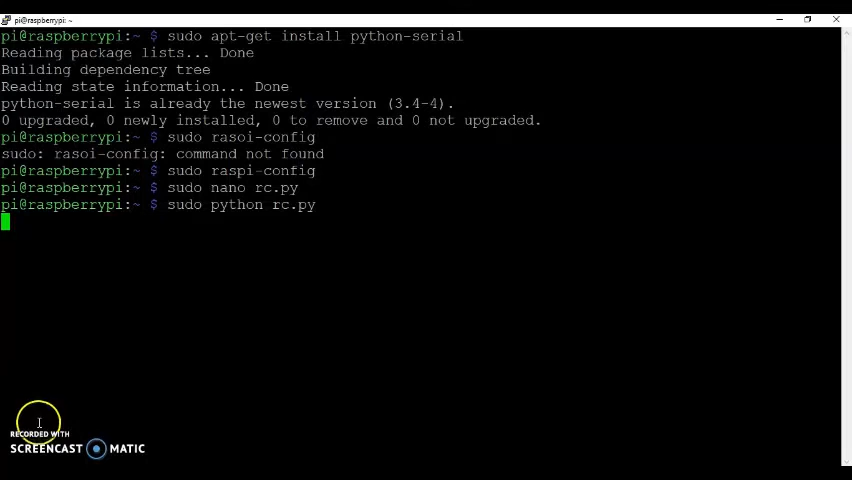 pi@raspberrypi: ~
pi@raspberrypi:~ $ sudo apt-get install python-serial
Reading package lists... Done
Building dependency tree
Reading state information... Done
python-serial is already the newest version (3.4-4).
0 upgraded, 0 newly installed, 0 to remove and 0 not upgraded.
pi@raspberrypi:~ $ sudo rasoi-config
sudo: rasoi-config: command not found
pi@raspberrypi:~ $ sudo raspi-config
pi@raspberrypi:~ $ sudo nano rc.py
pi@raspberrypi:~ $ sudo python rc.py
RECORDED WITH
SCREENCAST MATIC